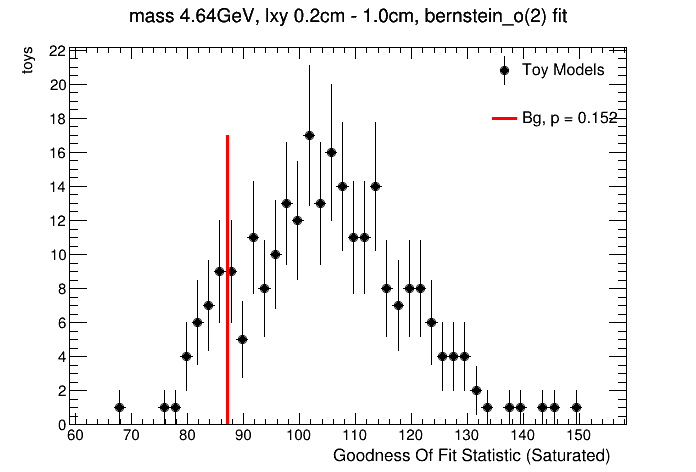 mass 4.64GeV, lxy 0.2cm - 1.0cm, bernstein_o(2) fit
toys
22
20
18
16
14
12
10
8
6
4
2
0
Toy Models
Bg, p = 0.152
60 70 80 90 100 110 120 130 140 150
Goodness Of Fit Statistic (Saturated)